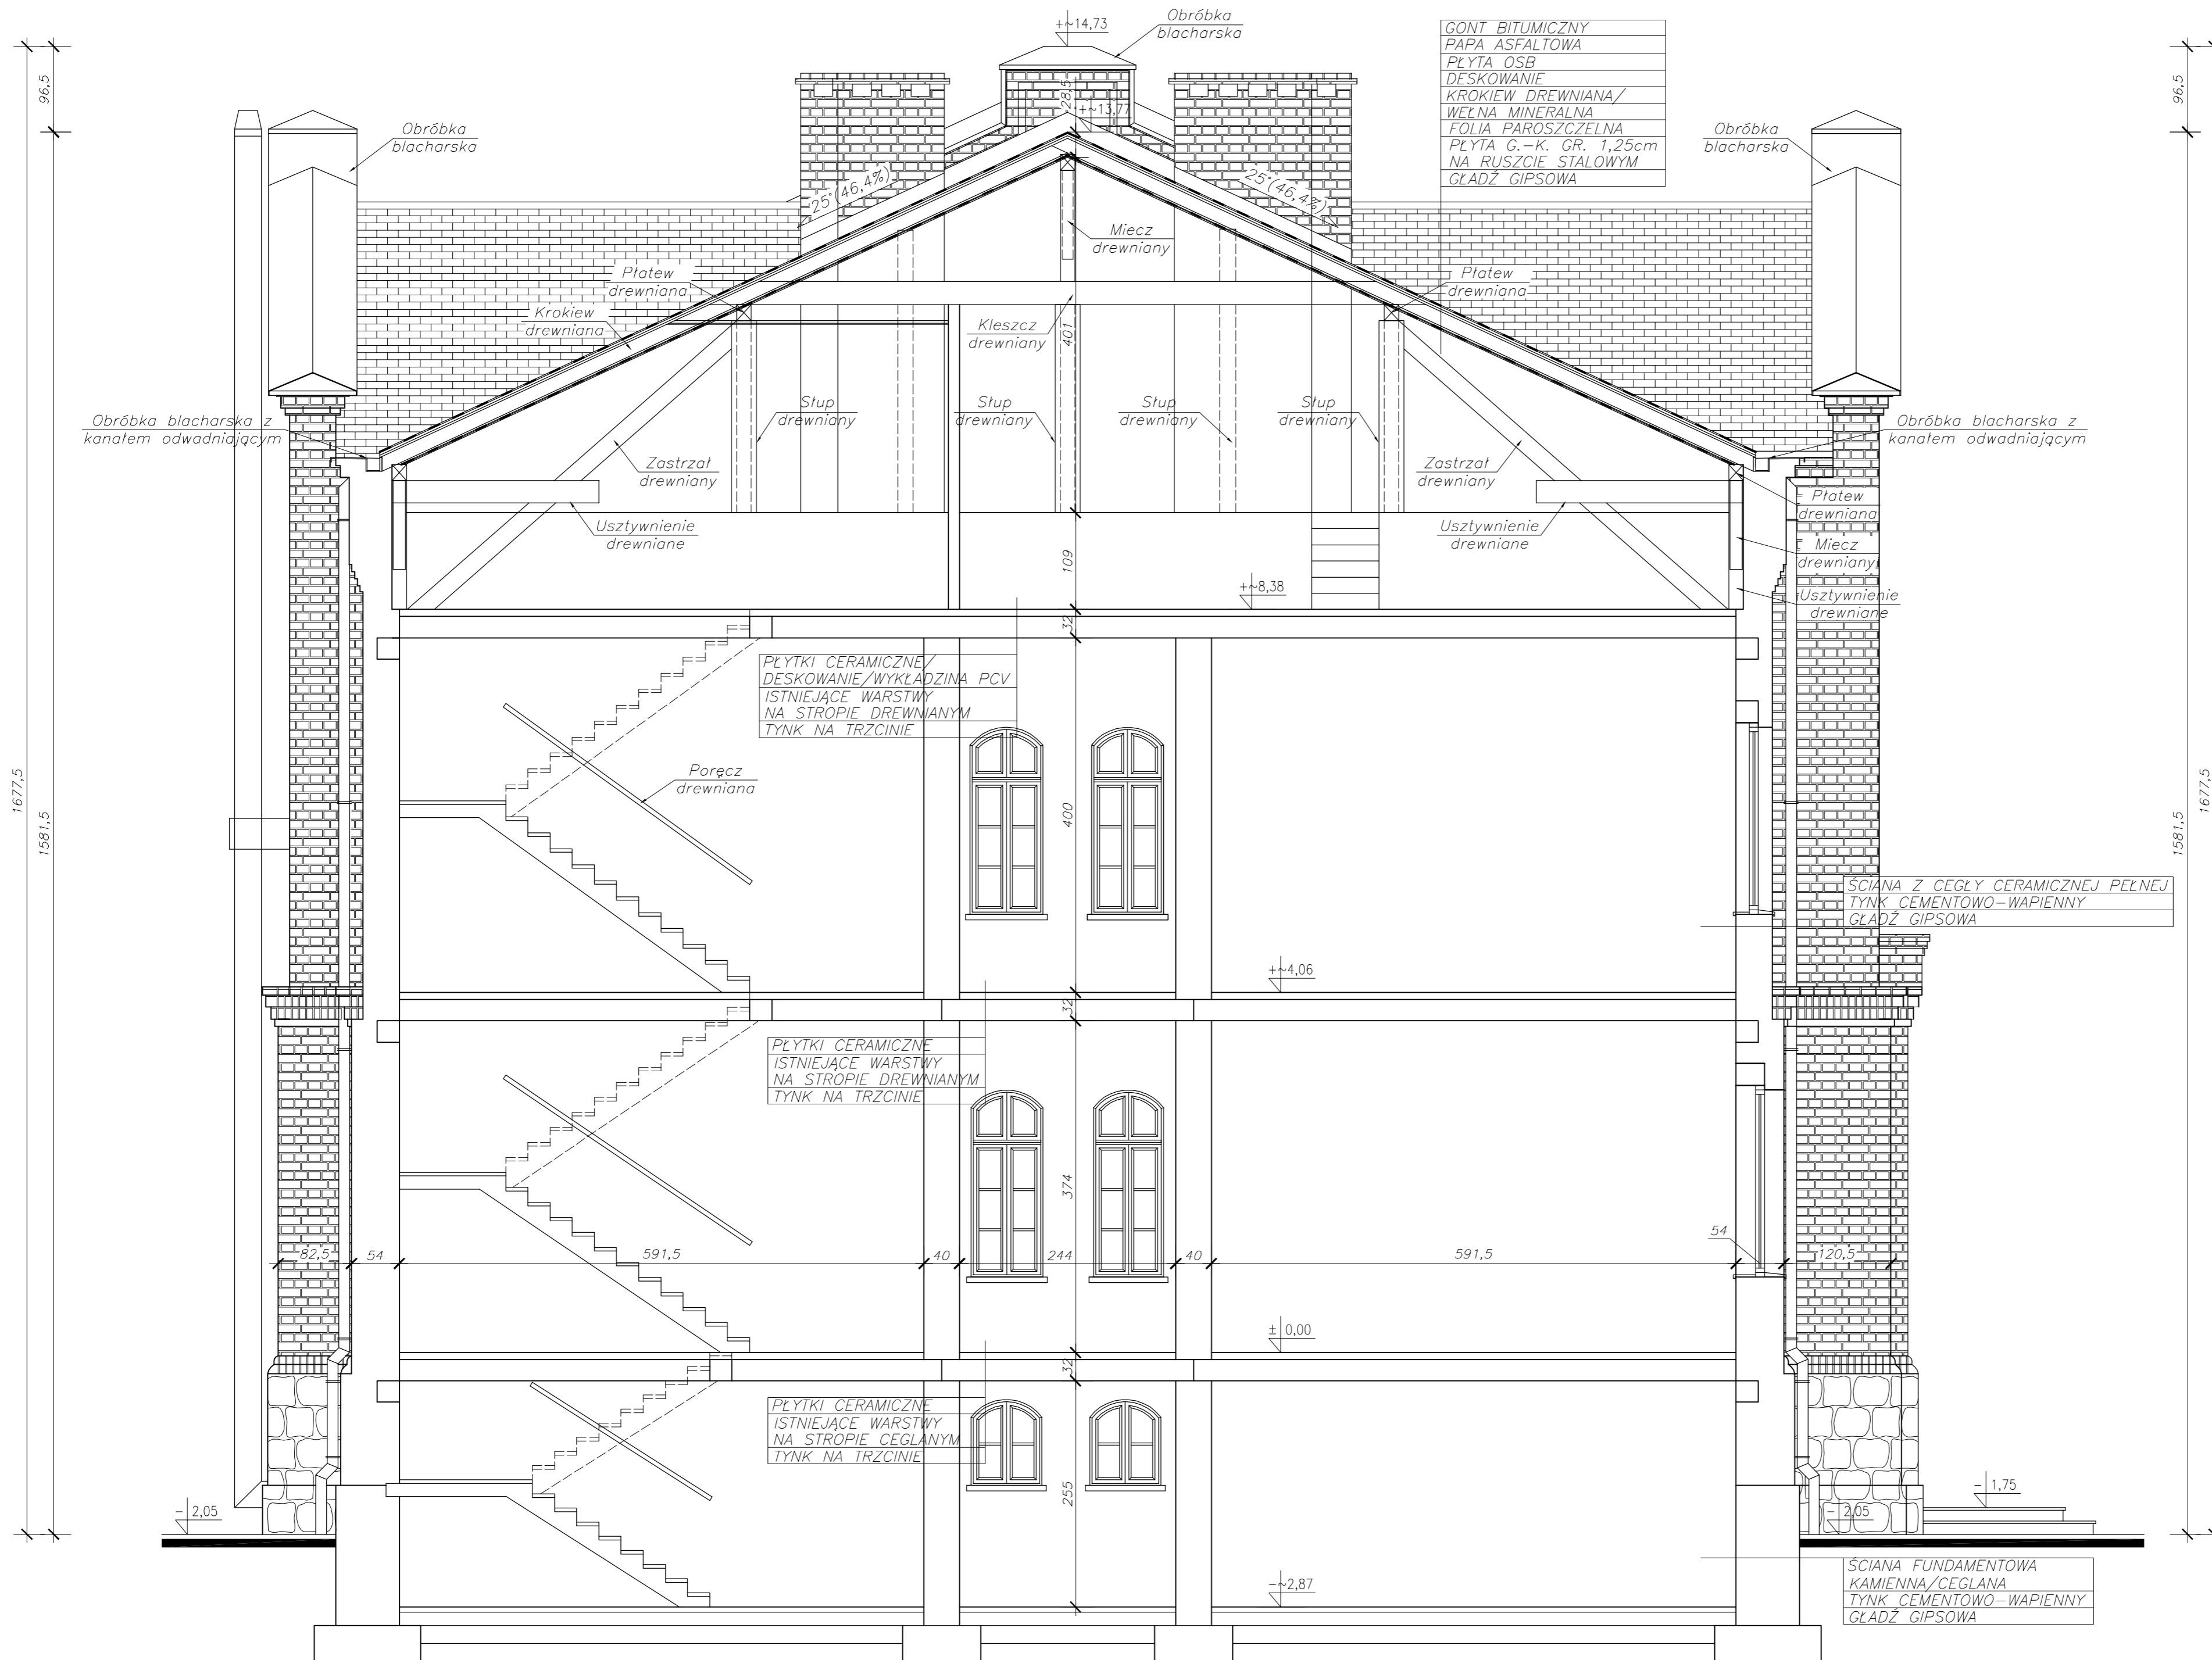 +~14,73
Obróbka
blacharska
GONT BITUMICZNY
PAPA ASFALTOWA
PŁYTA OSB
DESKOWANIE
KROKIEW DREWNIANA/
WEŁNA MINERALNA
FOLIA PAROSZCZELNA
PŁYTA G.-K. GR. 1,25cm
NA RUSZCIE STALOWYM
GŁADŹ GIPSOWA
96,5
96,5
28,5
+~13,77
Obróbka
blacharska
Obróbka
blacharska
25°(46,4%)
25°(46,4%)
Miecz
drewniany
Płatew
drewniana
Płatew
drewniana
Krokiew
drewniana
Kleszcz
drewniany
401
Obróbka blacharska z
kanałem odwadniającym
Słup
drewniany
Słup
drewniany
Słup
drewniany
Słup
drewniany
Obróbka blacharska z
kanałem odwadniającym
Zastrzał
drewniany
Zastrzał
drewniany
Płatew
drewniana
Usztywnienie
drewniane
Usztywnienie
drewniane
Miecz
drewniany
109
+~8,38
Usztywnienie
drewniane
32
PŁYTKI CERAMICZNE/
DESKOWANIE/WYKŁADZINA PCV
ISTNIEJĄCE WARSTWY
NA STROPIE DREWNIANYM
TYNK NA TRZCINIE
Poręcz
drewniana
1677,5
1581,5
400
1581,5
1677,5
ŚCIANA Z CEGŁY CERAMICZNEJ PEŁNEJ
TYNK CEMENTOWO-WAPIENNY
GŁADŹ GIPSOWA
+~4,06
32
PŁYTKI CERAMICZNE
ISTNIEJĄCE WARSTWY
NA STROPIE DREWNIANYM
TYNK NA TRZCINIE
374
82,5
54
591,5
40
244
40
591,5
54
120,5
± 0,00
32
PŁYTKI CERAMICZNE
ISTNIEJĄCE WARSTWY
NA STROPIE CEGLANYM
TYNK NA TRZCINIE
255
- 2,05
- 1,75
- 2,05
-~2,87
ŚCIANA FUNDAMENTOWA
KAMIENNA/CEGLANA
TYNK CEMENTOWO-WAPIENNY
GŁADŹ GIPSOWA